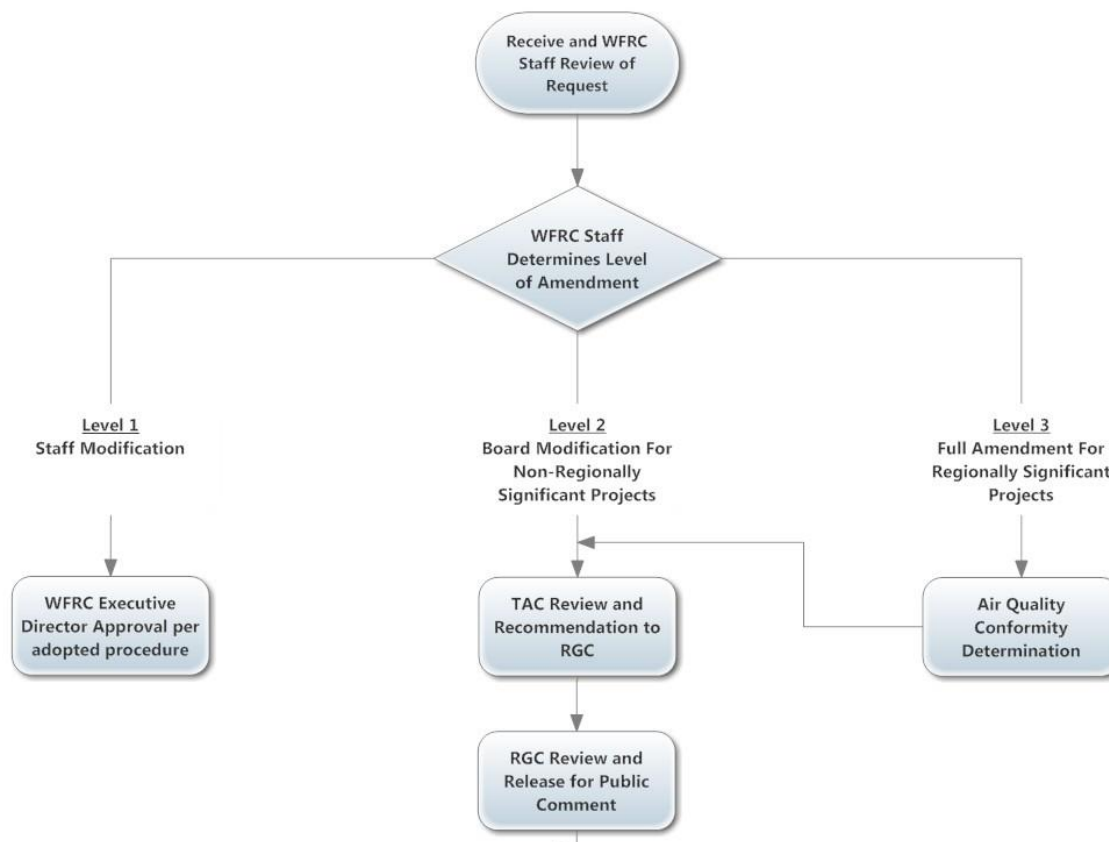 Receive and WFRC
Staff Review of
Request
WFRC Staff
Determines Level
of Amendment
Level 1
Staff Modification
Level 2
Board Modification For
Non-Regionally
Significant Projects
Level 3
Full Amendment For
Regionally Significant
Projects
WFRC Executive
Director Approval per
adopted procedure
TAC Review and
Recommendation to
RGC
Air Quality
Conformity
Determination
RGC Review and
Release for Public
Comment